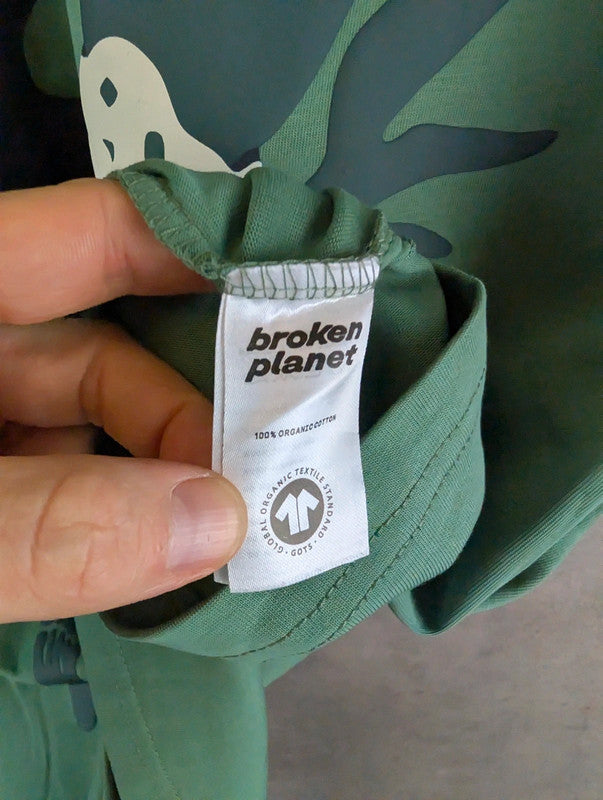 broken
planet
100% ORGANIC COTTON
GLOBAL ORGANIC TEXTILE STANDARD · GOTS ·